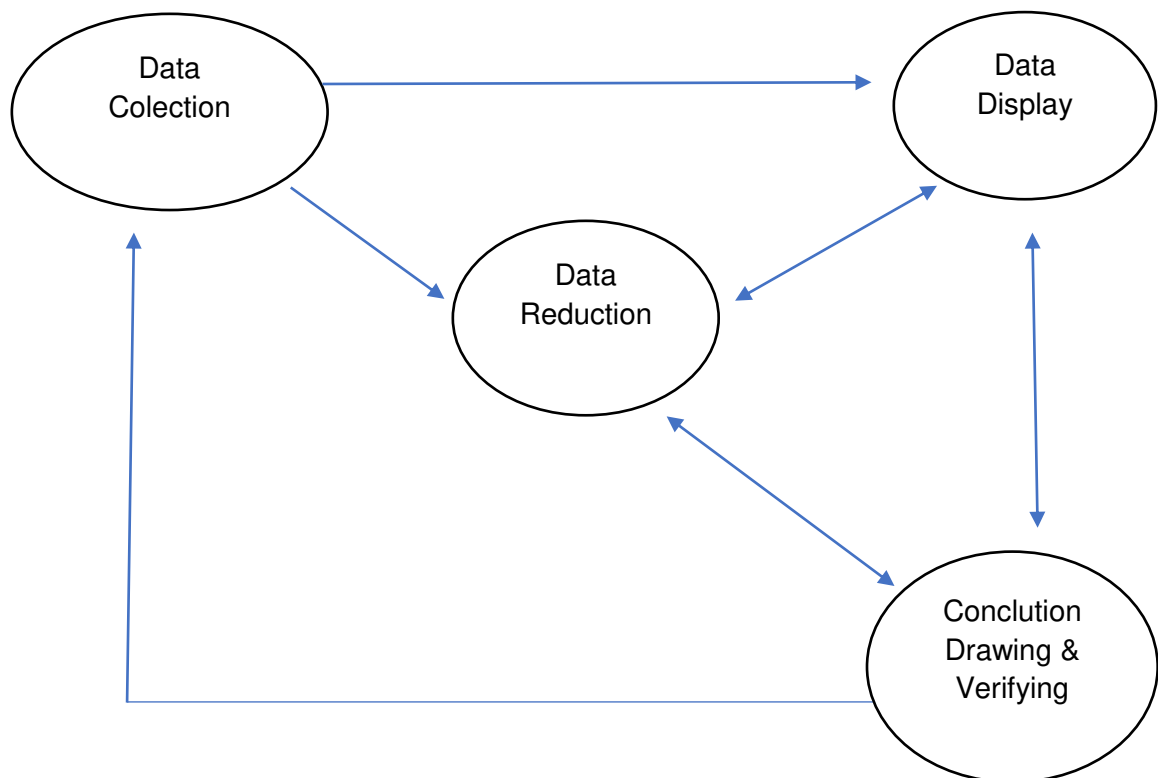 Data
Colection
Data
Display
Data
Reduction
Conclution
Drawing &
Verifying